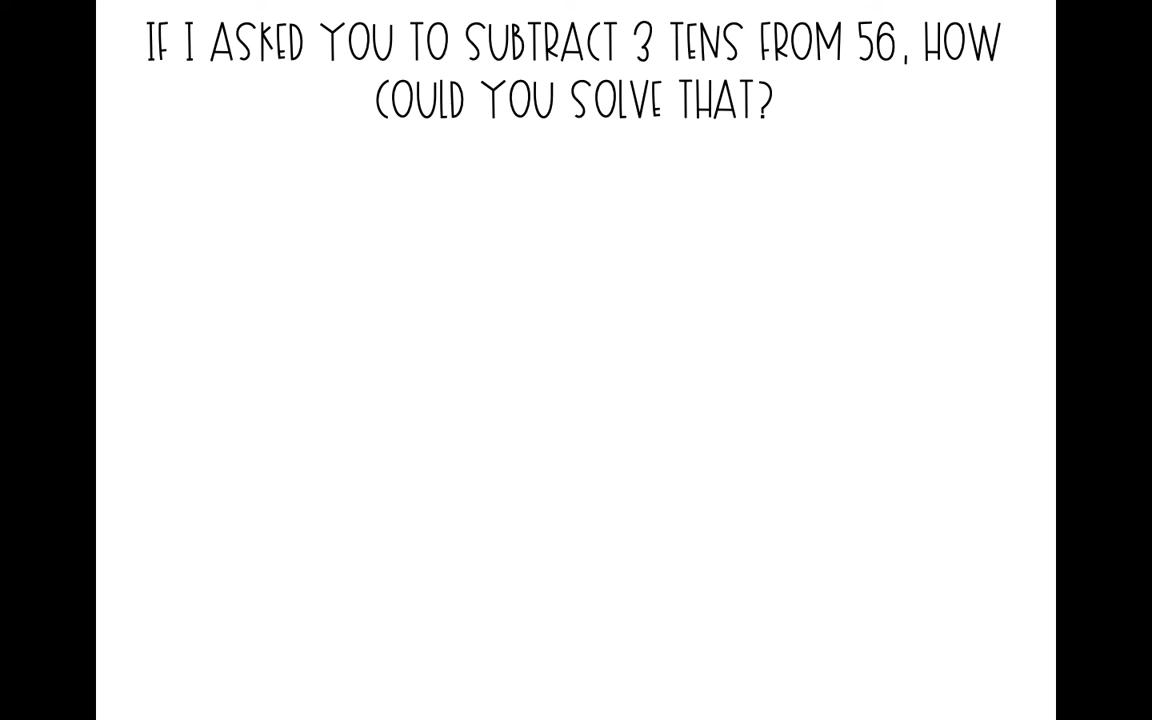 IF I ASKED YOU TO SUBTRACT 3 TENS FROM 56, HOW
COULD YOU SOLVE THAT?